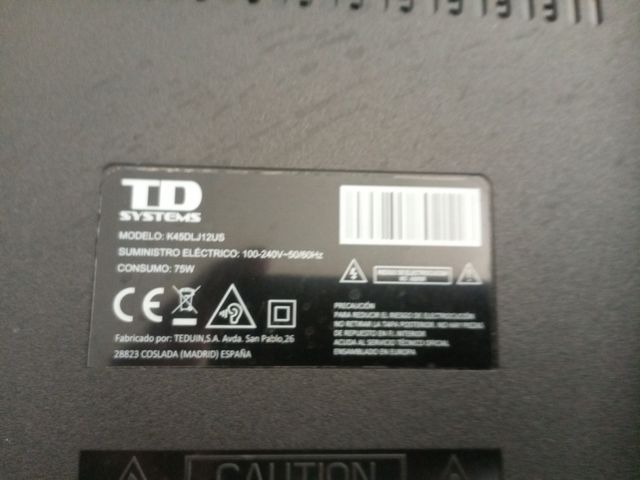 TD
SYSTEMS
MODELO: K45DLJ12US
SUMINISTRO ELÉCTRICO: 100-240V~50/60Hz
CONSUMO: 75W
CE
PRECAUCIÓN
PARA REDUCIR EL RIESGO DE ELECTROCUCIÓN
NO RETIRAR LA TAPA POSTERIOR. NO HAY PIEZAS
DE REPUESTO EN EL INTERIOR
ACUDA AL SERVICIO TÉCNICO OFICIAL
ENSAMBLADO EN EUROPA
Fabricado por: TEDUIN,S.A. Avda. San Pablo,26
28823 COSLADA (MADRID) ESPAÑA
CAUTION